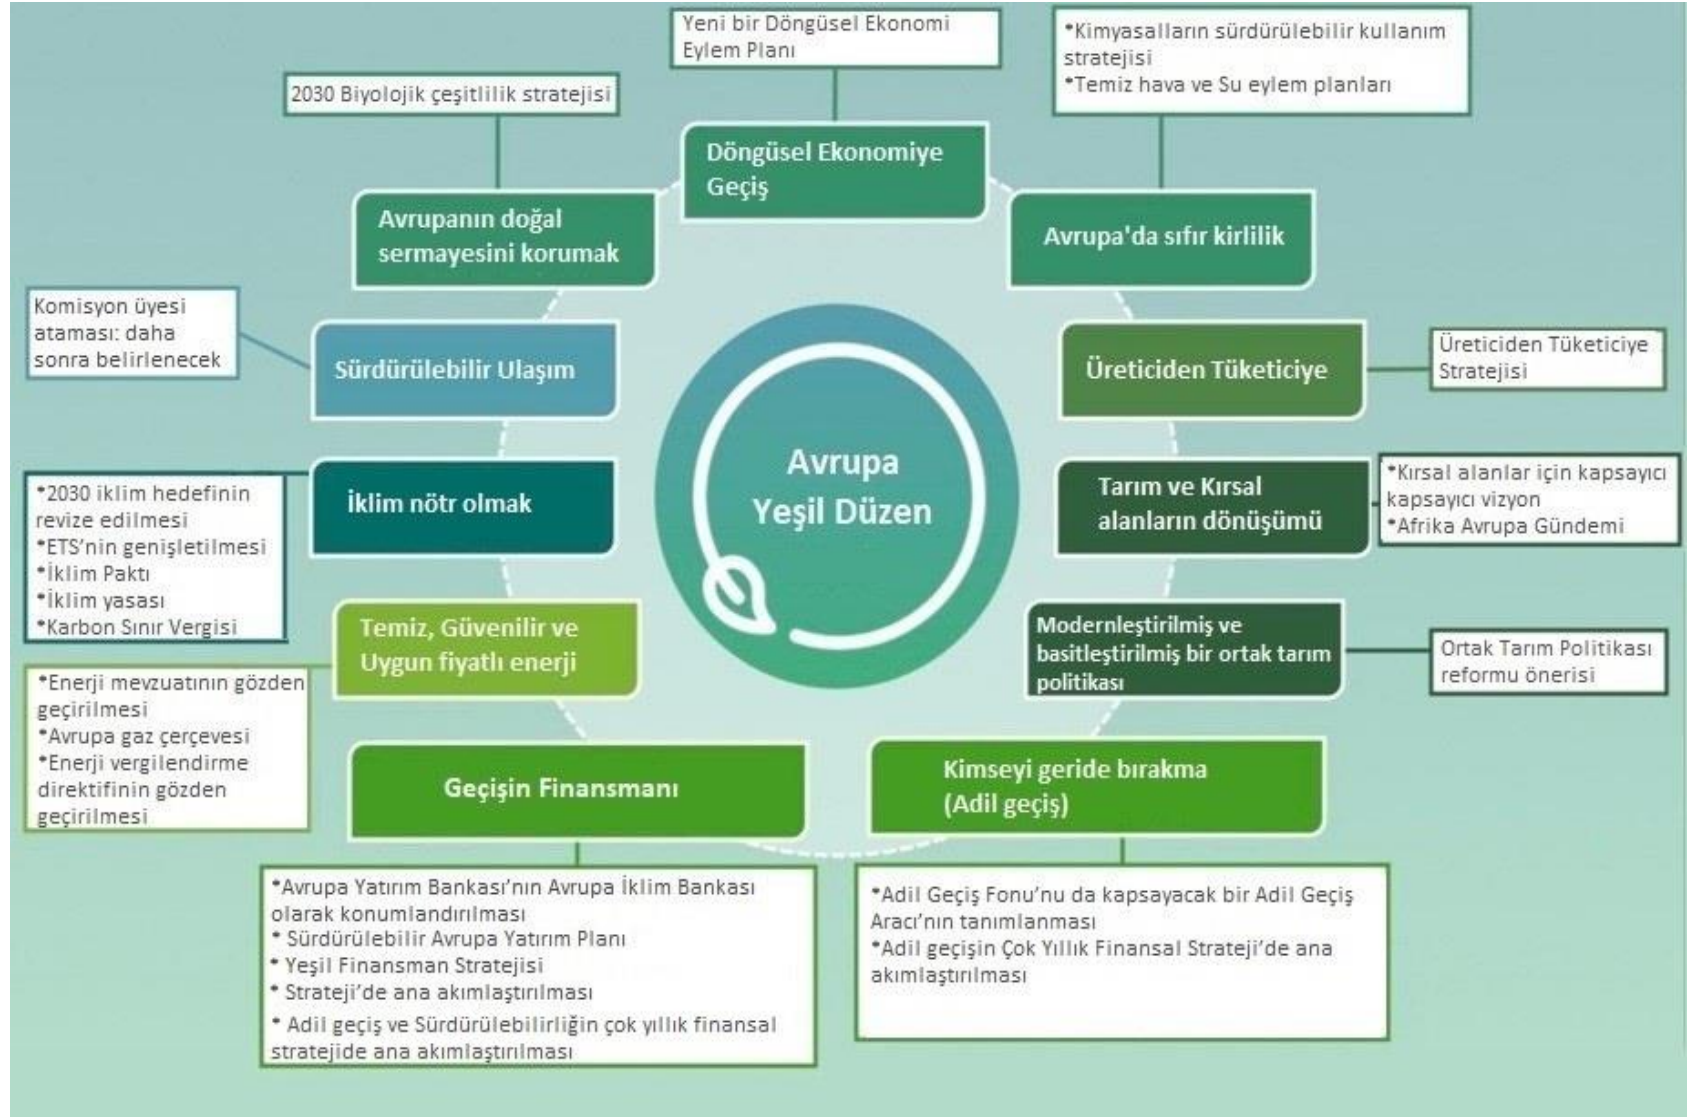 Yeni bir Döngüsel Ekonomi
Eylem Planı
*Kimyasalların sürdürülebilir kullanım
stratejisi
*Temiz hava ve Su eylem planları
2030 Biyolojik çeşitlilik stratejisi
Döngüsel Ekonomiye
Geçiş
Avrupanın doğal
sermayesini korumak
Avrupa'da sıfır kirlilik
Komisyon üyesi
ataması: daha
sonra belirlenecek
Sürdürülebilir Ulaşım
Üreticiden Tüketiciye
Üreticiden Tüketiciye
Stratejisi
Avrupa
Yeşil Düzen
*2030 iklim hedefinin
revize edilmesi
*ETS’nin genişletilmesi
*İklim Paktı
*İklim yasası
*Karbon Sınır Vergisi
İklim nötr olmak
Tarım ve Kırsal
alanların dönüşümü
*Kırsal alanlar için kapsayıcı
kapsayıcı vizyon
*Afrika Avrupa Gündemi
Temiz, Güvenilir ve
Uygun fiyatlı enerji
Modernleştirilmiş ve
basitleştirilmiş bir ortak tarım
politikası
Ortak Tarım Politikası
reformu önerisi
*Enerji mevzuatının gözden
geçirilmesi
*Avrupa gaz çerçevesi
*Enerji vergilendirme
direktifinin gözden
geçirilmesi
Geçişin Finansmanı
Kimseyi geride bırakma
(Adil geçiş)
*Avrupa Yatırım Bankası’nın Avrupa İklim Bankası
olarak konumlandırılması
* Sürdürülebilir Avrupa Yatırım Planı
* Yeşil Finansman Stratejisi
* Strateji’de ana akımlaştırılması
* Adil geçiş ve Sürdürülebilirliğin çok yıllık finansal
stratejide ana akımlaştırılması
*Adil Geçiş Fonu’nu da kapsayacak bir Adil Geçiş
Aracı’nın tanımlanması
*Adil geçişin Çok Yıllık Finansal Strateji’de ana
akımlaştırılması